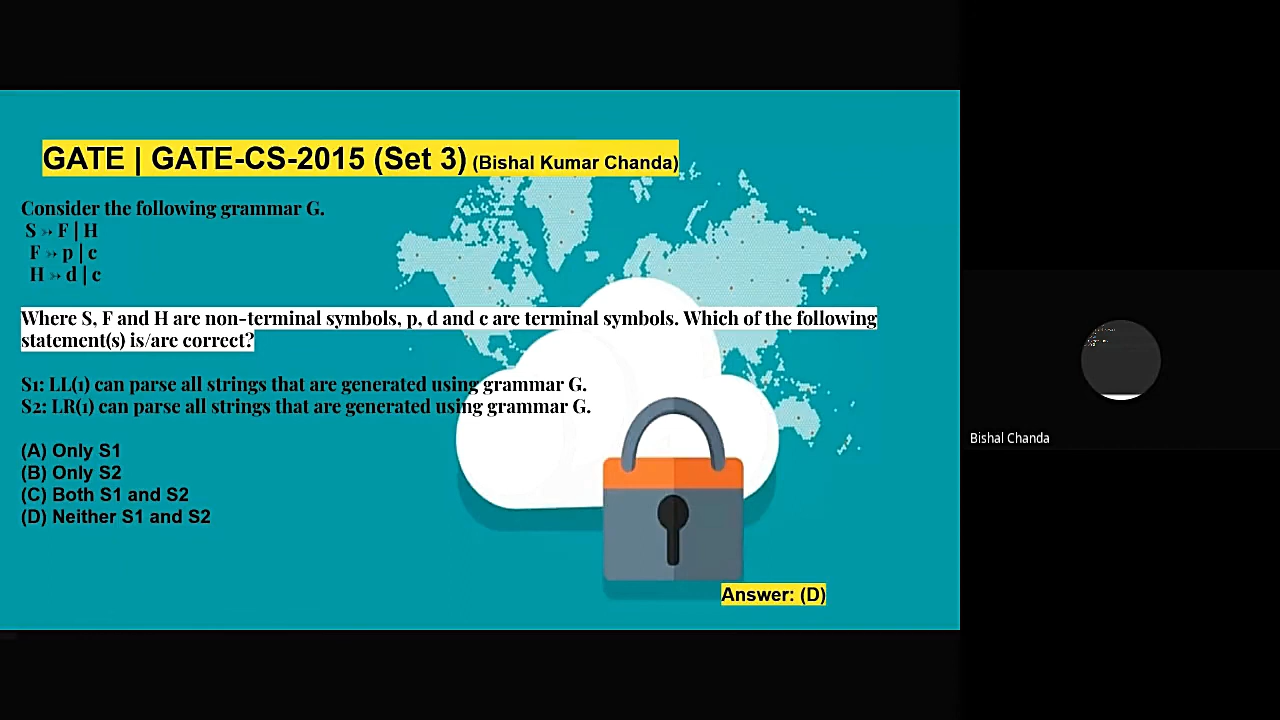 GATE | GATE-CS-2015 (Set 3) (Bishal Kumar Chanda)
Consider the following grammar G.
S ➳ F | H
F ➳ p | c
H ➳ d | c
Where S, F and H are non-terminal symbols, p, d and c are terminal symbols. Which of the following
statement(s) is/are correct?
S1: LL(1) can parse all strings that are generated using grammar G.
S2: LR(1) can parse all strings that are generated using grammar G.
(A) Only S1
(B) Only S2
(C) Both S1 and S2
(D) Neither S1 and S2
Answer: (D)
Bishal Chanda